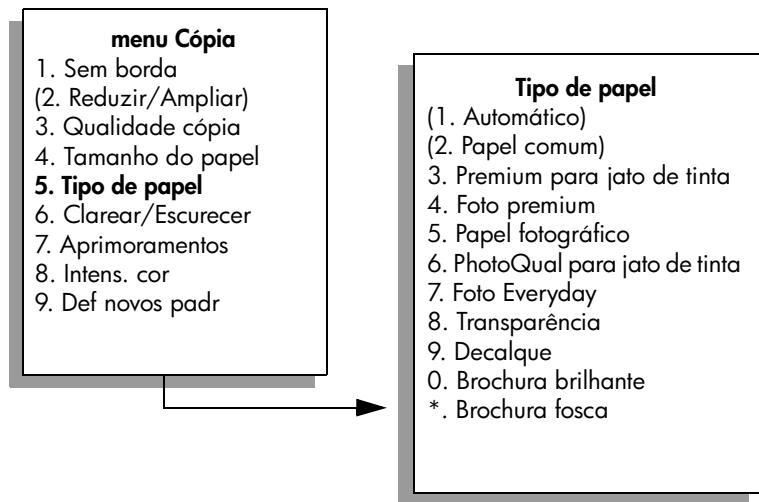 menu Cópia
1. Sem borda
(2. Reduzir/Ampliar)
3. Qualidade cópia
4. Tamanho do papel
5. Tipo de papel
6. Clarear/Escurecer
7. Aprimoramentos
8. Intens. cor
9. Def novos padr
Tipo de papel
(1. Automático)
(2. Papel comum)
3. Premium para jato de tinta
4. Foto premium
5. Papel fotográfico
6. PhotoQual para jato de tinta
7. Foto Everyday
8. Transparência
9. Decalque
0. Brochura brilhante
*. Brochura fosca